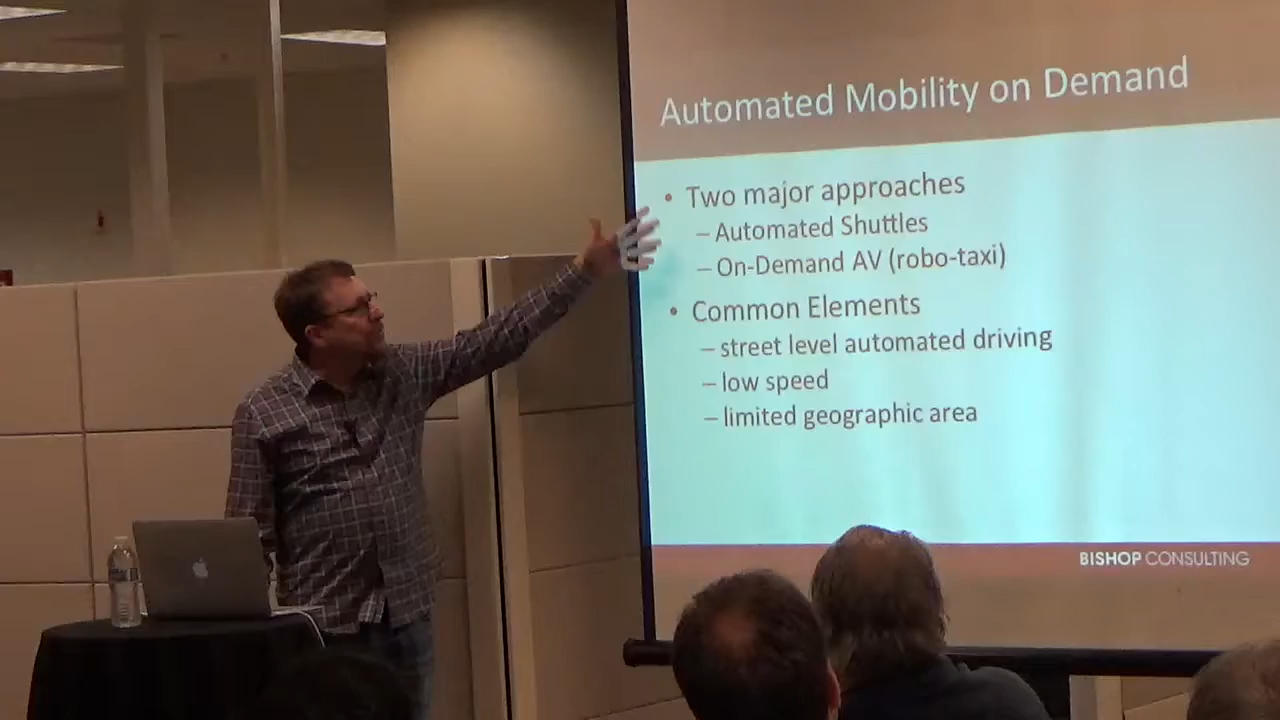 Automated Mobility on Demand
• Two major approaches
– Automated Shuttles
– On-Demand AV (robo-taxi)
• Common Elements
– street level automated driving
– low speed
– limited geographic area
BISHOP CONSULTING